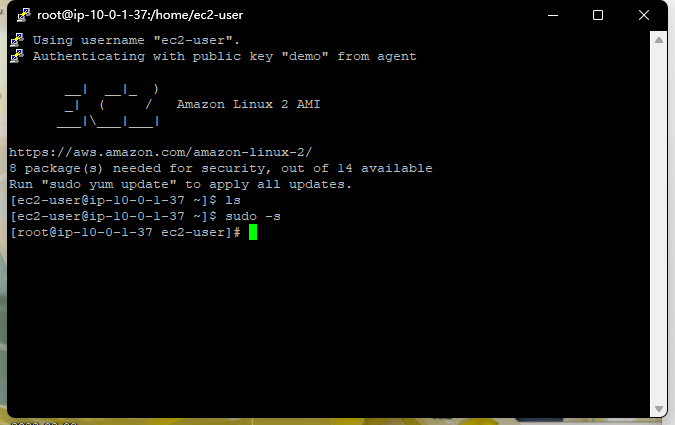 root@ip-10-0-1-37:/home/ec2-user
Using username "ec2-user".
Authenticating with public key "demo" from agent
__|  __|_  )
_|  (     /   Amazon Linux 2 AMI
___|\___|___|
https://aws.amazon.com/amazon-linux-2/
8 package(s) needed for security, out of 14 available
Run "sudo yum update" to apply all updates.
[ec2-user@ip-10-0-1-37 ~]$ ls
[ec2-user@ip-10-0-1-37 ~]$ sudo -s
[root@ip-10-0-1-37 ec2-user]#